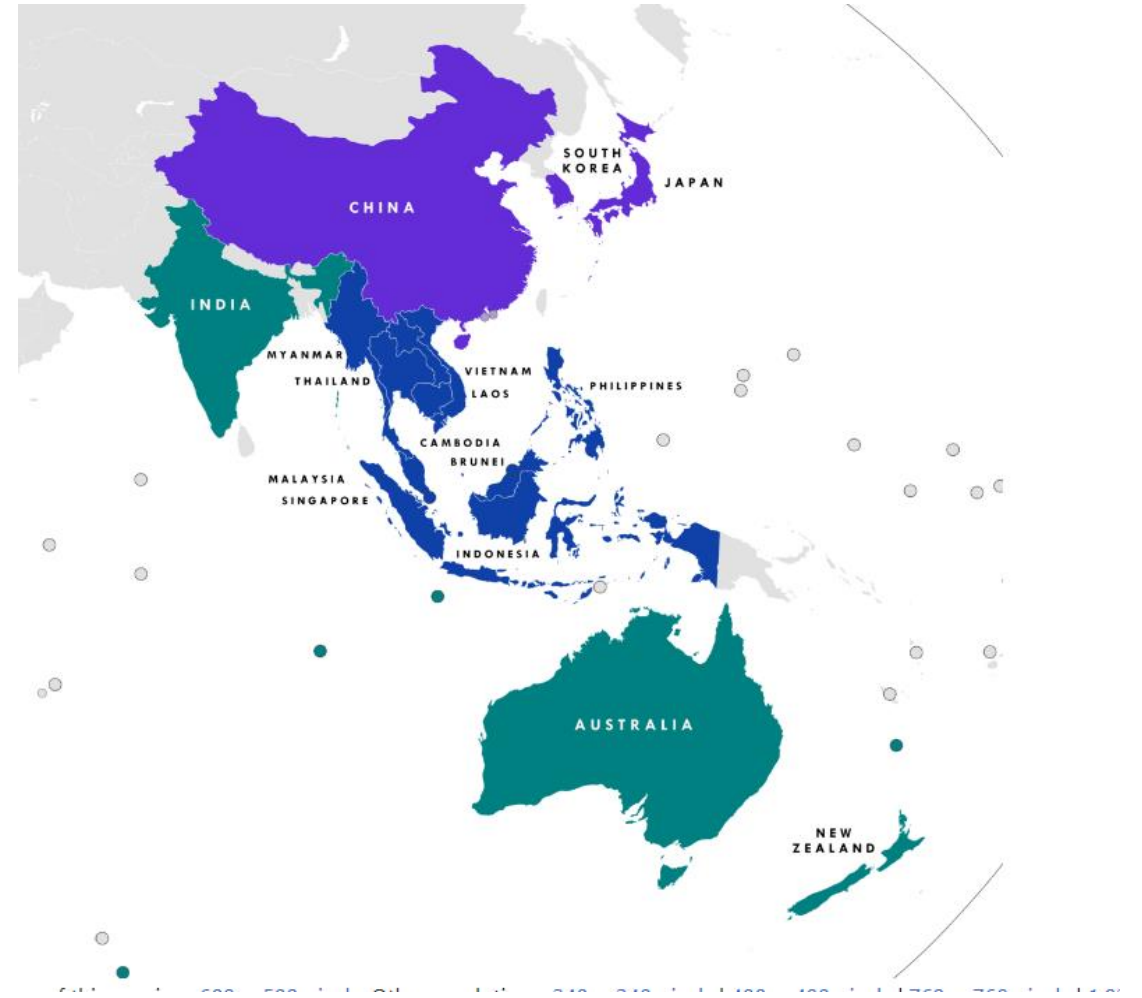 SOUTH
KOREA
JAPAN
CHINA
INDIA
MYANMAR
THAILAND
VIETNAM
LAOS
PHILIPPINES
CAMBODIA
BRUNEI
MALAYSIA
SINGAPORE
INDONESIA
AUSTRALIA
NEW
ZEALAND